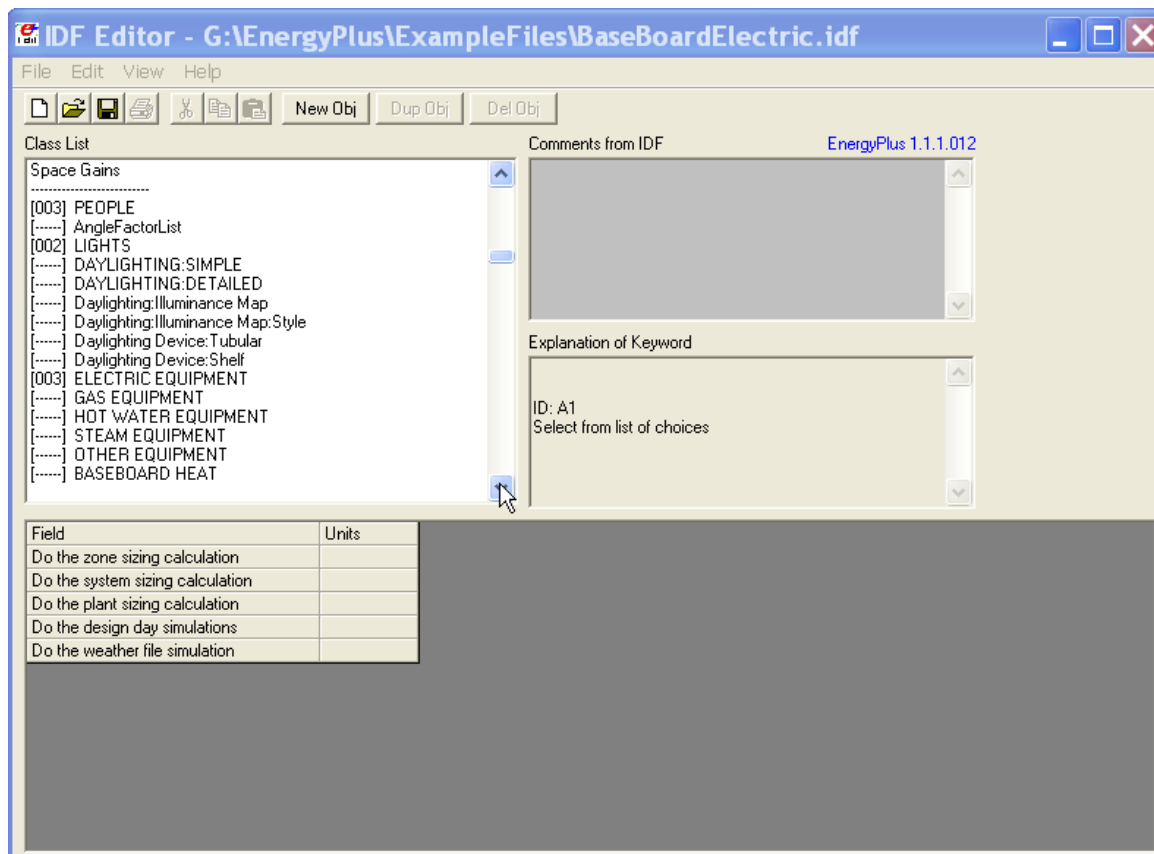 IDF Editor - G:\EnergyPlus\ExampleFiles\BaseBoardElectric.idf
File Edit View Help
New Obj Dup Obj Del Obj
Class List
Comments from IDF
EnergyPlus 1.1.1.012
Space Gains
---------------------------
[003] PEOPLE
[------] AngleFactorList
[002] LIGHTS
[------] DAYLIGHTING:SIMPLE
[------] DAYLIGHTING:DETAILED
[------] Daylighting:Illuminance Map
[------] Daylighting:Illuminance Map:Style
[------] Daylighting Device:Tubular
[------] Daylighting Device:Shelf
[003] ELECTRIC EQUIPMENT
[------] GAS EQUIPMENT
[------] HOT WATER EQUIPMENT
[------] STEAM EQUIPMENT
[------] OTHER EQUIPMENT
[------] BASEBOARD HEAT
Explanation of Keyword
ID: A1
Select from list of choices
Field Units
Do the zone sizing calculation
Do the system sizing calculation
Do the plant sizing calculation
Do the design day simulations
Do the weather file simulation